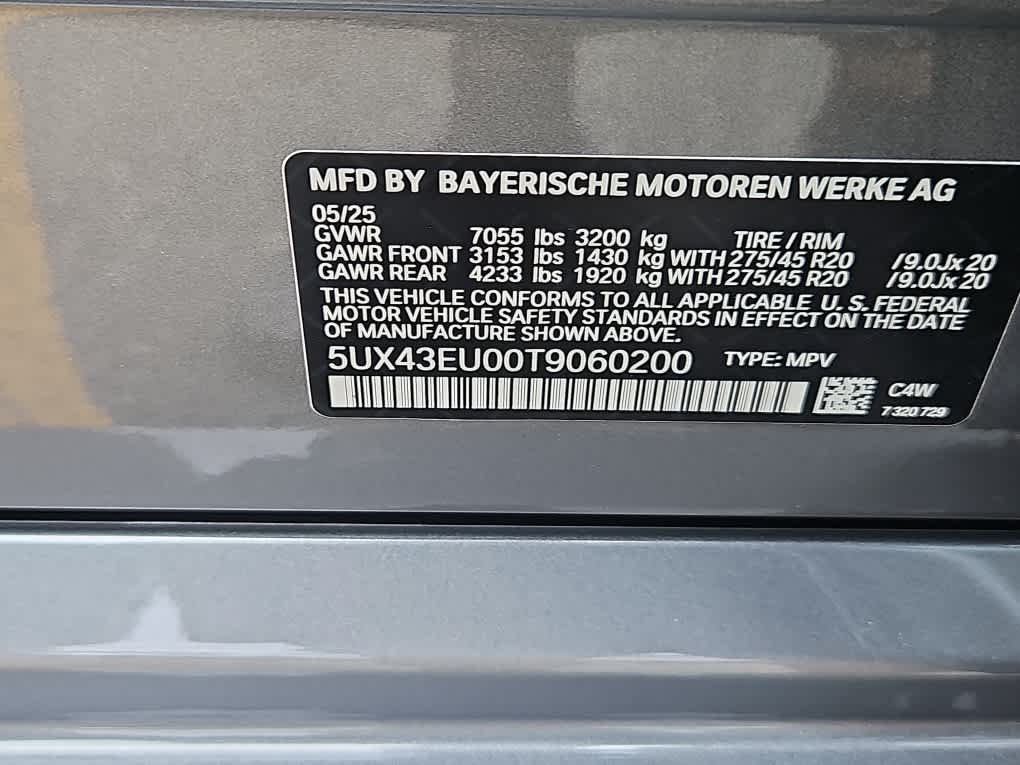 MFD BY BAYERISCHE MOTOREN WERKE AG
05/25
GVWR 7055 lbs 3200 kg TIRE / RIM
GAWR FRONT 3153 lbs 1430 kg WITH 275/45 R20 /9.0Jx20
GAWR REAR 4233 lbs 1920 kg WITH 275/45 R20 /9.0Jx20
THIS VEHICLE CONFORMS TO ALL APPLICABLE U. S. FEDERAL
MOTOR VEHICLE SAFETY STANDARDS IN EFFECT ON THE DATE
OF MANUFACTURE SHOWN ABOVE.
5UX43EU00T9060200 TYPE: MPV
C4W
7 320 729